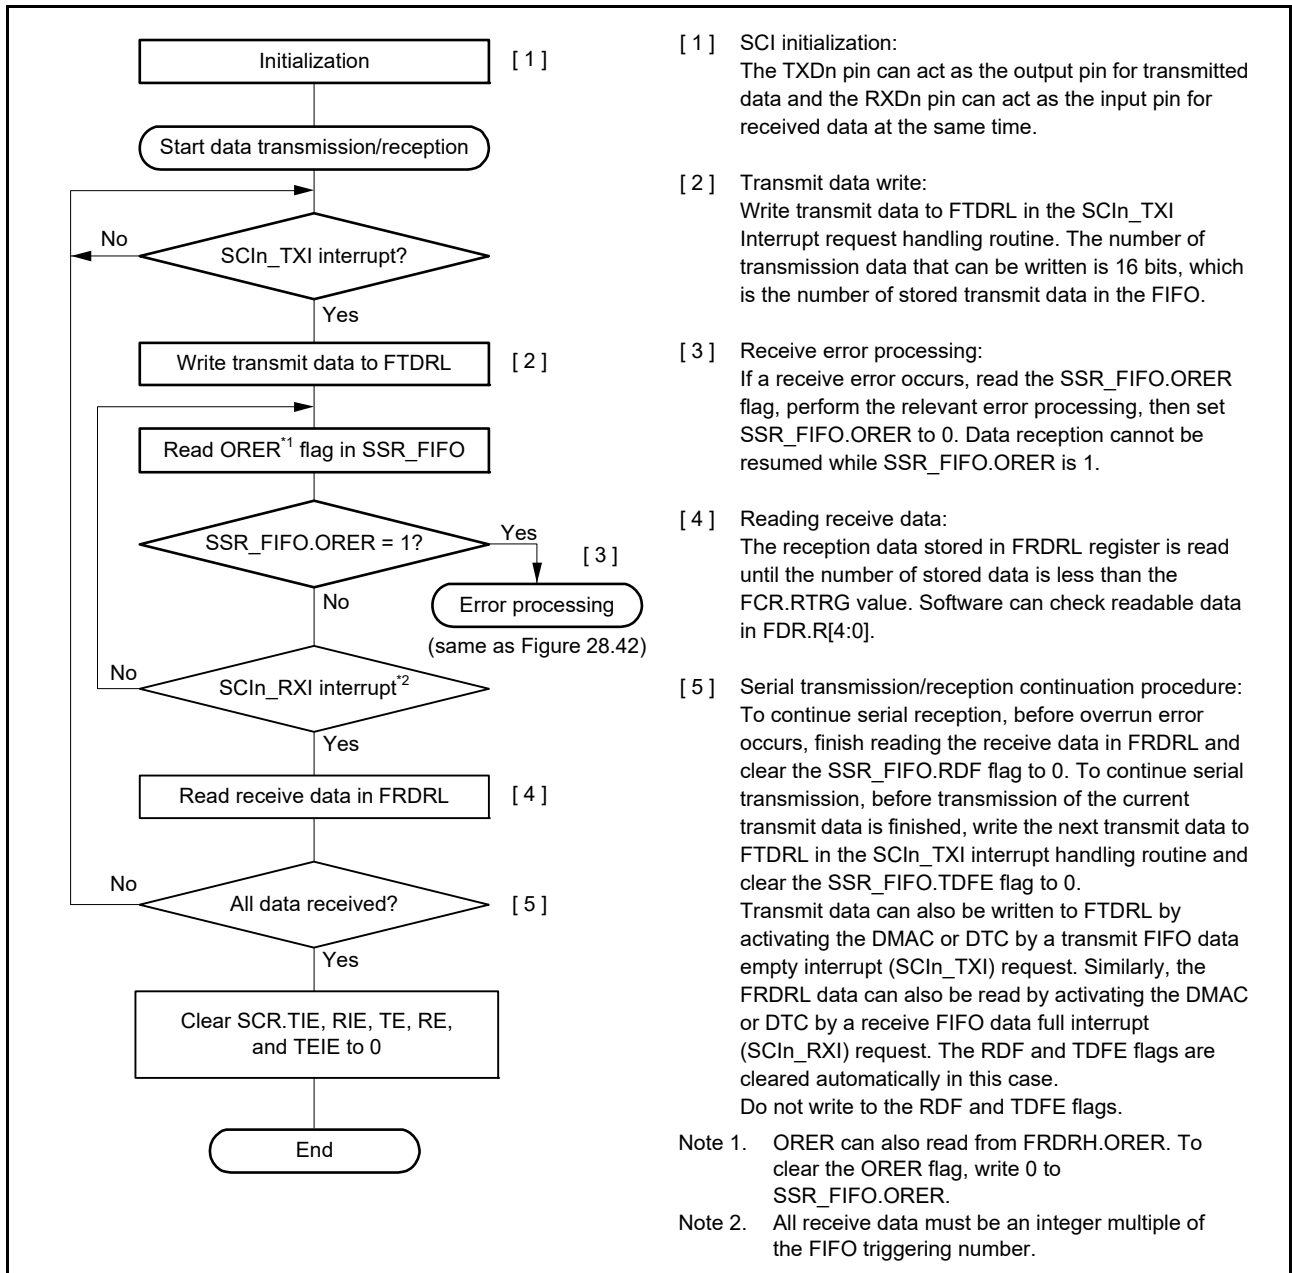 Initialization
[ 1 ]
Start data transmission/reception
No
SCIn_TXI interrupt?
Yes
Write transmit data to FTDRL
[ 2 ]
Read ORER*1 flag in SSR_FIFO
SSR_FIFO.ORER = 1?
Yes
[ 3 ]
No
Error processing
(same as Figure 28.42)
No
SCIn_RXI interrupt*2
Yes
Read receive data in FRDRL
[ 4 ]
No
All data received?
[ 5 ]
Yes
Clear SCR.TIE, RIE, TE, RE,
and TEIE to 0
End
[ 1 ] SCI initialization:
The TXDn pin can act as the output pin for transmitted
data and the RXDn pin can act as the input pin for
received data at the same time.
[ 2 ] Transmit data write:
Write transmit data to FTDRL in the SCIn_TXI
Interrupt request handling routine. The number of
transmission data that can be written is 16 bits, which
is the number of stored transmit data in the FIFO.
[ 3 ] Receive error processing:
If a receive error occurs, read the SSR_FIFO.ORER
flag, perform the relevant error processing, then set
SSR_FIFO.ORER to 0. Data reception cannot be
resumed while SSR_FIFO.ORER is 1.
[ 4 ] Reading receive data:
The reception data stored in FRDRL register is read
until the number of stored data is less than the
FCR.RTRG value. Software can check readable data
in FDR.R[4:0].
[ 5 ] Serial transmission/reception continuation procedure:
To continue serial reception, before overrun error
occurs, finish reading the receive data in FRDRL and
clear the SSR_FIFO.RDF flag to 0. To continue serial
transmission, before transmission of the current
transmit data is finished, write the next transmit data to
FTDRL in the SCIn_TXI interrupt handling routine and
clear the SSR_FIFO.TDFE flag to 0.
Transmit data can also be written to FTDRL by
activating the DMAC or DTC by a transmit FIFO data
empty interrupt (SCIn_TXI) request. Similarly, the
FRDRL data can also be read by activating the DMAC
or DTC by a receive FIFO data full interrupt
(SCIn_RXI) request. The RDF and TDFE flags are
cleared automatically in this case.
Do not write to the RDF and TDFE flags.
Note 1. ORER can also read from FRDRH.ORER. To
clear the ORER flag, write 0 to
SSR_FIFO.ORER.
Note 2. All receive data must be an integer multiple of
the FIFO triggering number.